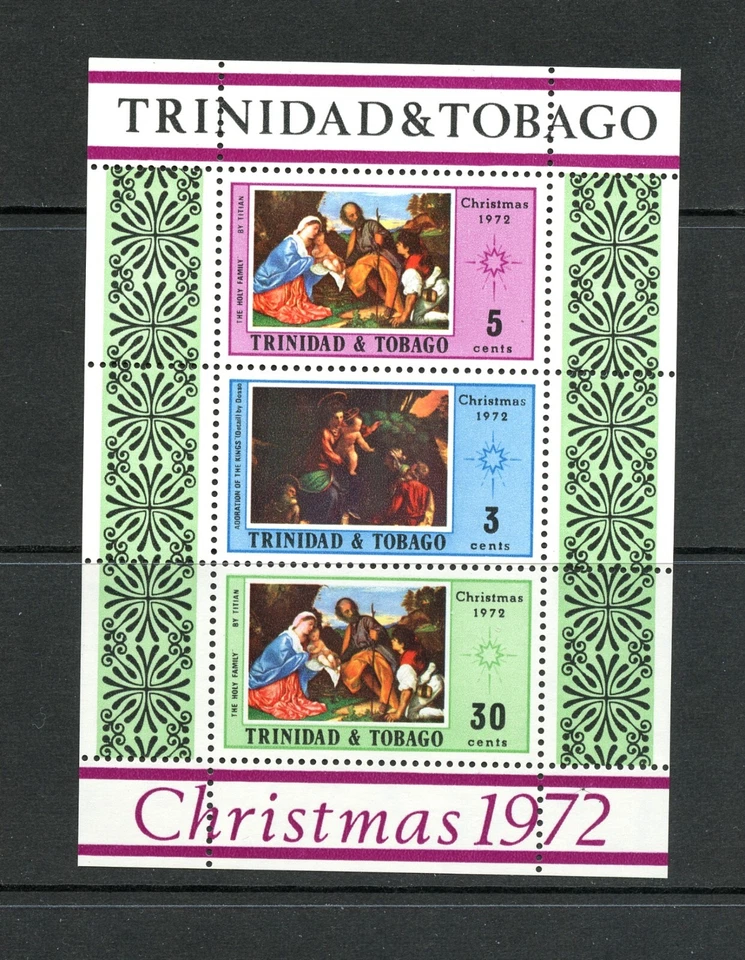 TRINIDAD & TOBAGO
THE HOLY FAMILY BY TITIAN
Christmas
1972
5
cents
TRINIDAD & TOBAGO
ADORATION OF THE KINGS (Detail) by Dosso
Christmas
1972
3
cents
TRINIDAD & TOBAGO
THE HOLY FAMILY BY TITIAN
Christmas
1972
30
cents
TRINIDAD & TOBAGO
Christmas 1972